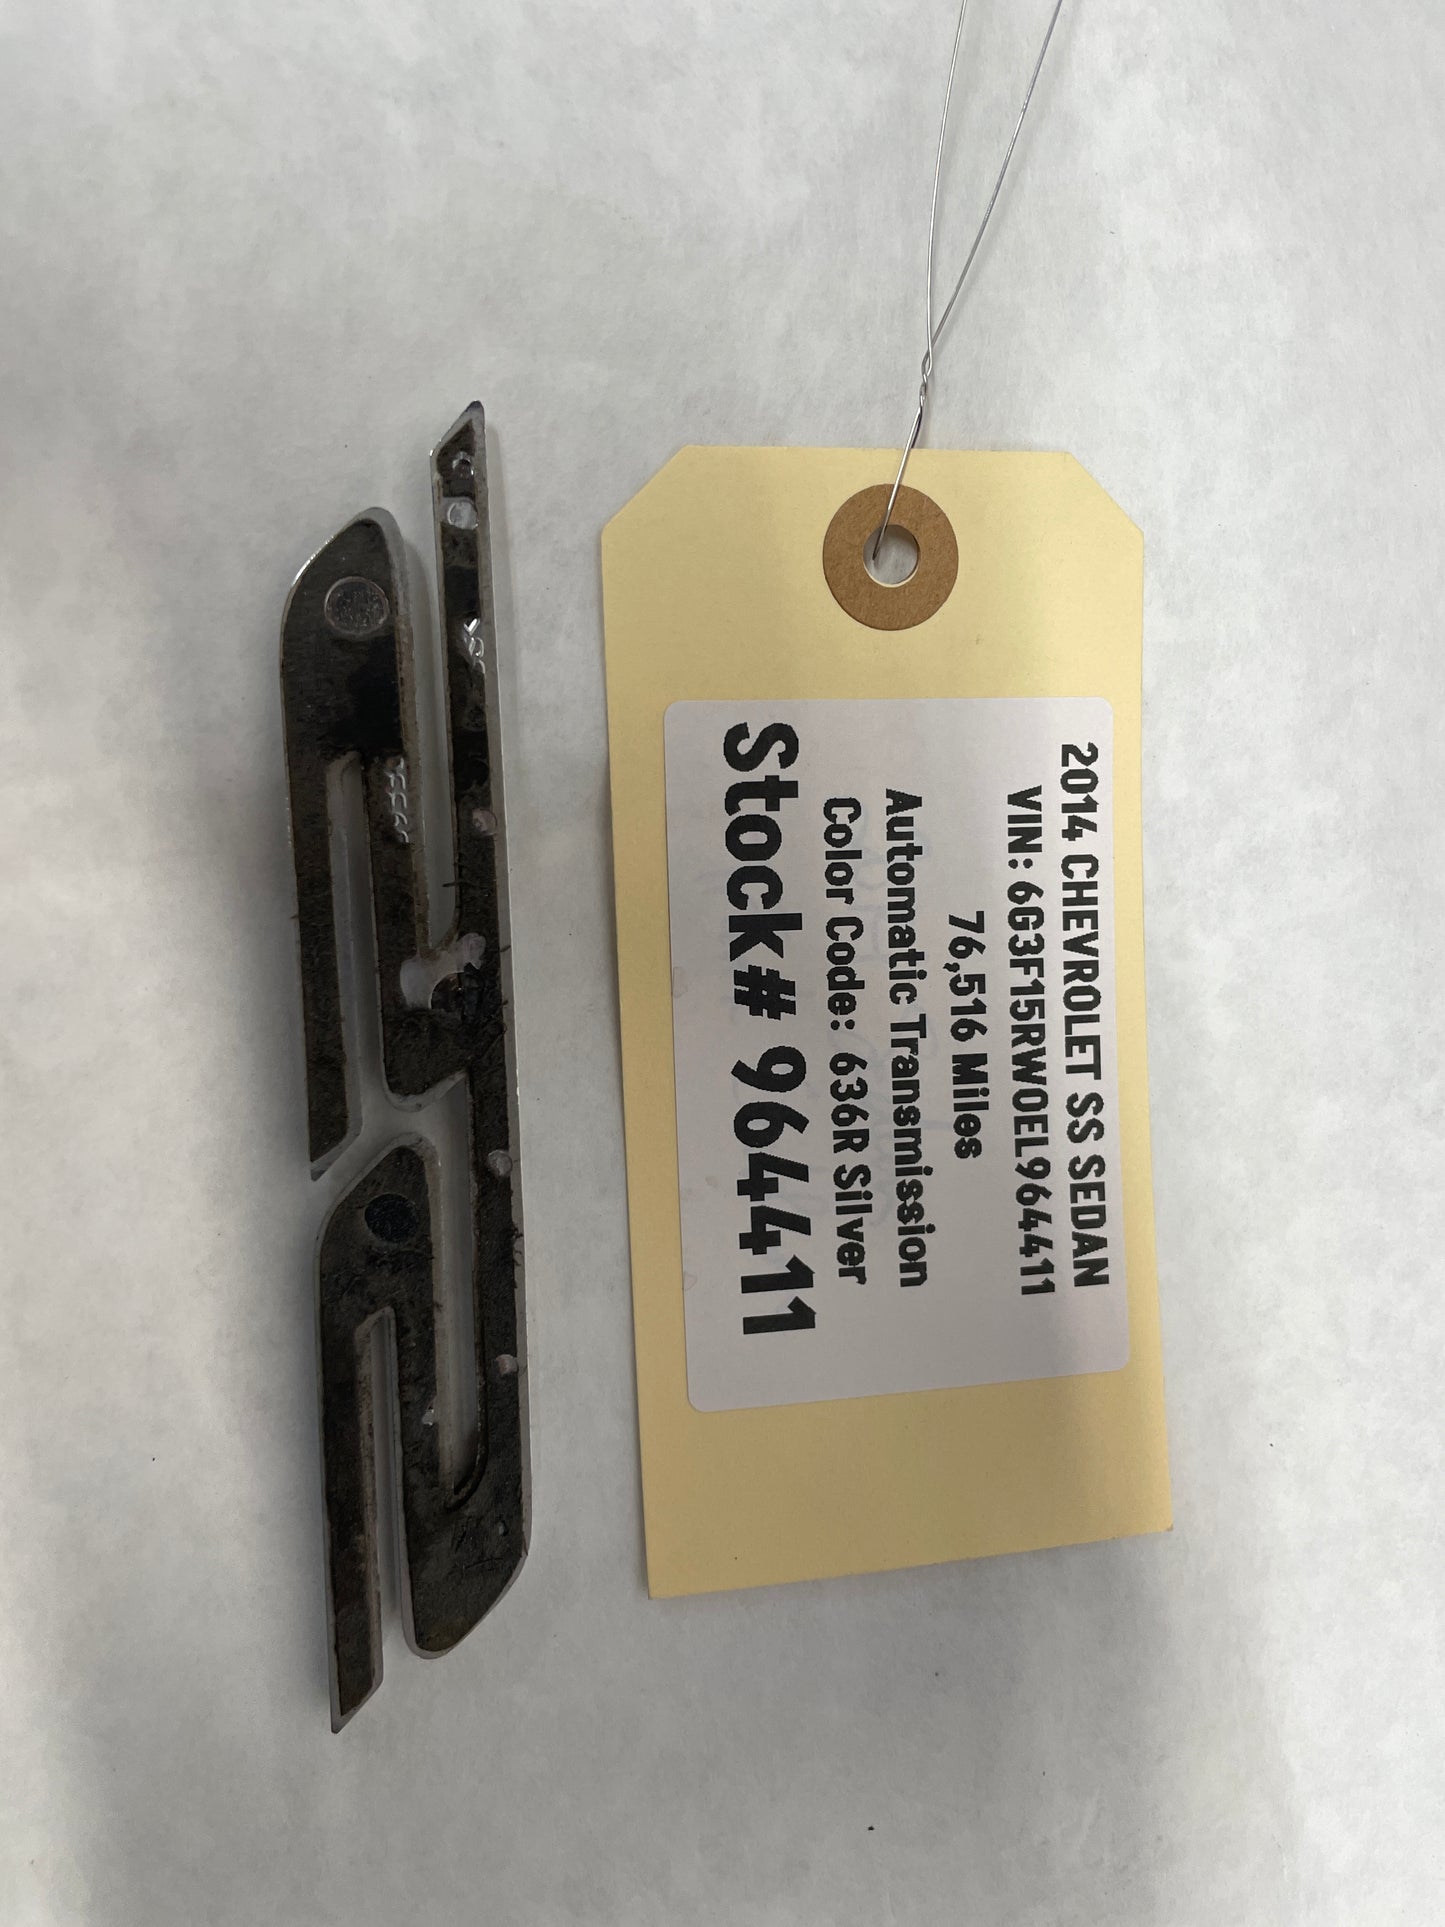 2014 CHEVROLET SS SEDAN
VIN: 6G3F15RW0EL964411
76,516 Miles
Automatic Transmission
Color Code: 636R Silver
Stock# 964411